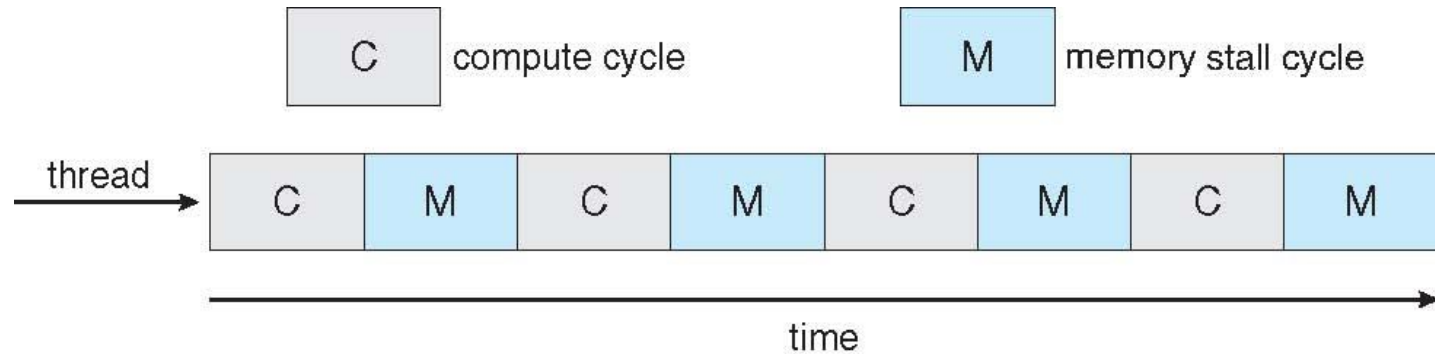 C compute cycle M memory stall cycle
thread
C M C M C M C M
time